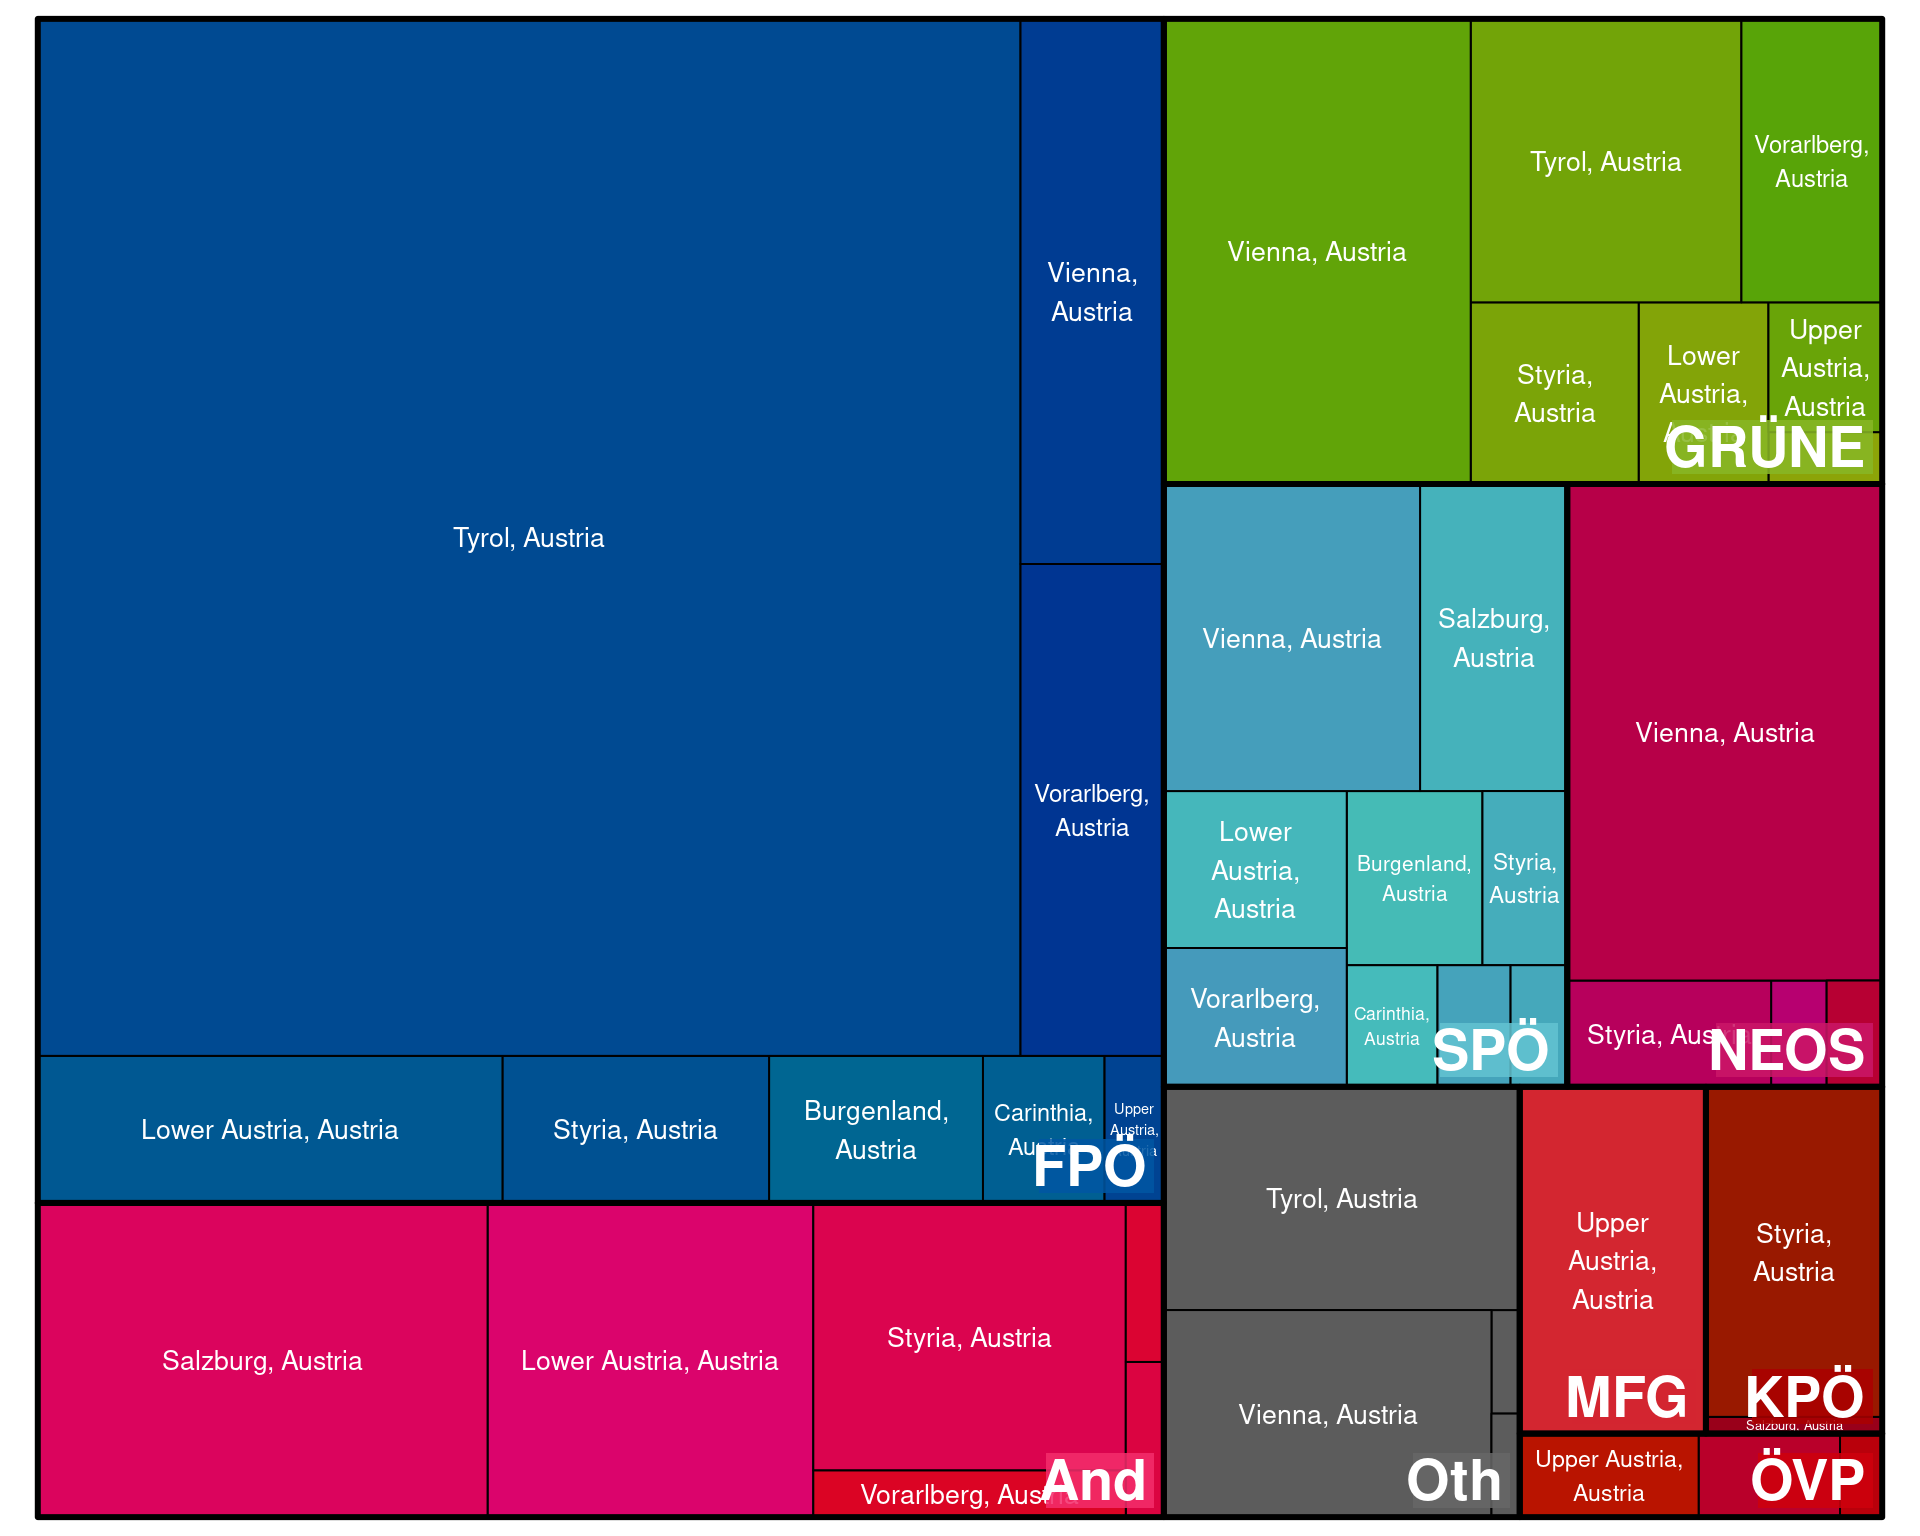 Tyrol, Austria
Vienna,
Austria
Vorarlberg,
Austria
Lower Austria, Austria
Styria, Austria
Burgenland,
Austria
Carinthia,
Upper
Austria,
FPÖ
Salzburg, Austria
Lower Austria, Austria
Styria, Austria
Vorarlberg,
And
Vienna, Austria
Tyrol, Austria
Vorarlberg,
Austria
Styria,
Austria
Lower
Austria,
Upper
Austria,
Austria
GRÜNE
Vienna, Austria
Salzburg,
Austria
Lower
Austria,
Austria
Burgenland,
Austria
Styria,
Austria
Vorarlberg,
Austria
Carinthia,
Austria
SPÖ
Vienna, Austria
Styria,
NEOS
Tyrol, Austria
Vienna, Austria
Oth
Upper
Austria,
Austria
MFG
Styria,
Austria
KPÖ
Salzburg, Austria
Upper Austria,
Austria
ÖVP